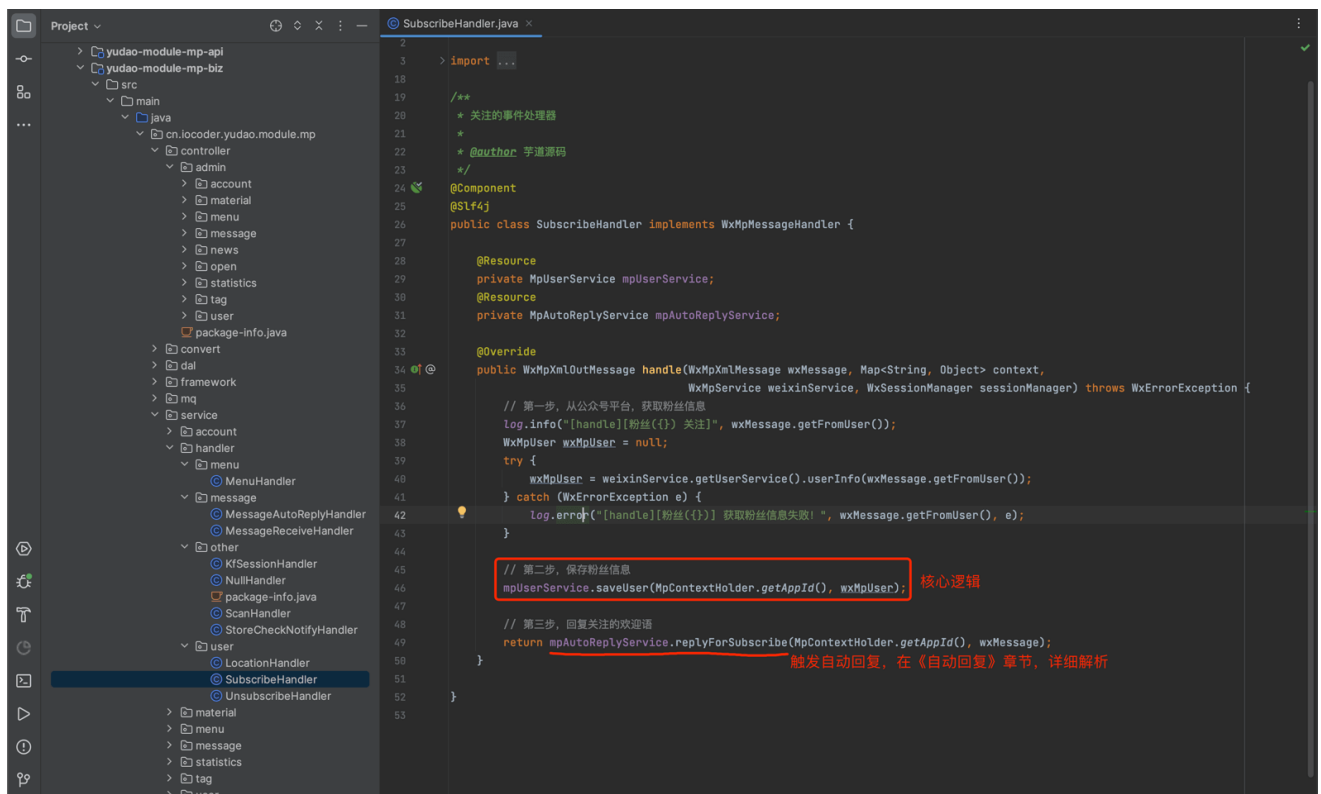 Project
SubscribeHandler.java
yudao-module-mp-api
yudao-module-mp-biz
src
main
java
cn.iocoder.yudao.module.mp
controller
admin
account
material
menu
message
news
open
statistics
tag
user
package-info.java
convert
dal
framework
mq
service
account
handler
menu
MenuHandler
message
MessageAutoReplyHandler
MessageReceiveHandler
other
KfSessionHandler
NullHandler
package-info.java
ScanHandler
StoreCheckNotifyHandler
user
LocationHandler
SubscribeHandler
UnsubscribeHandler
material
menu
message
statistics
tag
2
3 import ...
18
19 /**
20 * 关注的事件处理器
21 *
22 * @author 芋道源码
23 */
24 @Component
25 @Slf4j
26 public class SubscribeHandler implements WxMpMessageHandler {
27
28 @Resource
29 private MpUserService mpUserService;
30 @Resource
31 private MpAutoReplyService mpAutoReplyService;
32
33 @Override
34 public WxMpXmlOutMessage handle(WxMpXmlMessage wxMessage, Map<String, Object> context,
35 WxMpService weixinService, WxSessionManager sessionManager) throws WxErrorException {
36 // 第一步，从公众号平台，获取粉丝信息
37 log.info("[handle][粉丝({}) 关注]", wxMessage.getFromUser());
38 WxMpUser wxMpUser = null;
39 try {
40 wxMpUser = weixinService.getUserService().userInfo(wxMessage.getFromUser());
41 } catch (WxErrorException e) {
42 log.error("[handle][粉丝({})] 获取粉丝信息失败！", wxMessage.getFromUser(), e);
43 }
44
45 // 第二步，保存粉丝信息
46 mpUserService.saveUser(MpContextHolder.getAppId(), wxMpUser); 核心逻辑
47
48 // 第三步，回复关注的欢迎语
49 return mpAutoReplyService.replyForSubscribe(MpContextHolder.getAppId(), wxMessage);
50 } 触发自动回复，在《自动回复》章节，详细解析
51
52 }
53